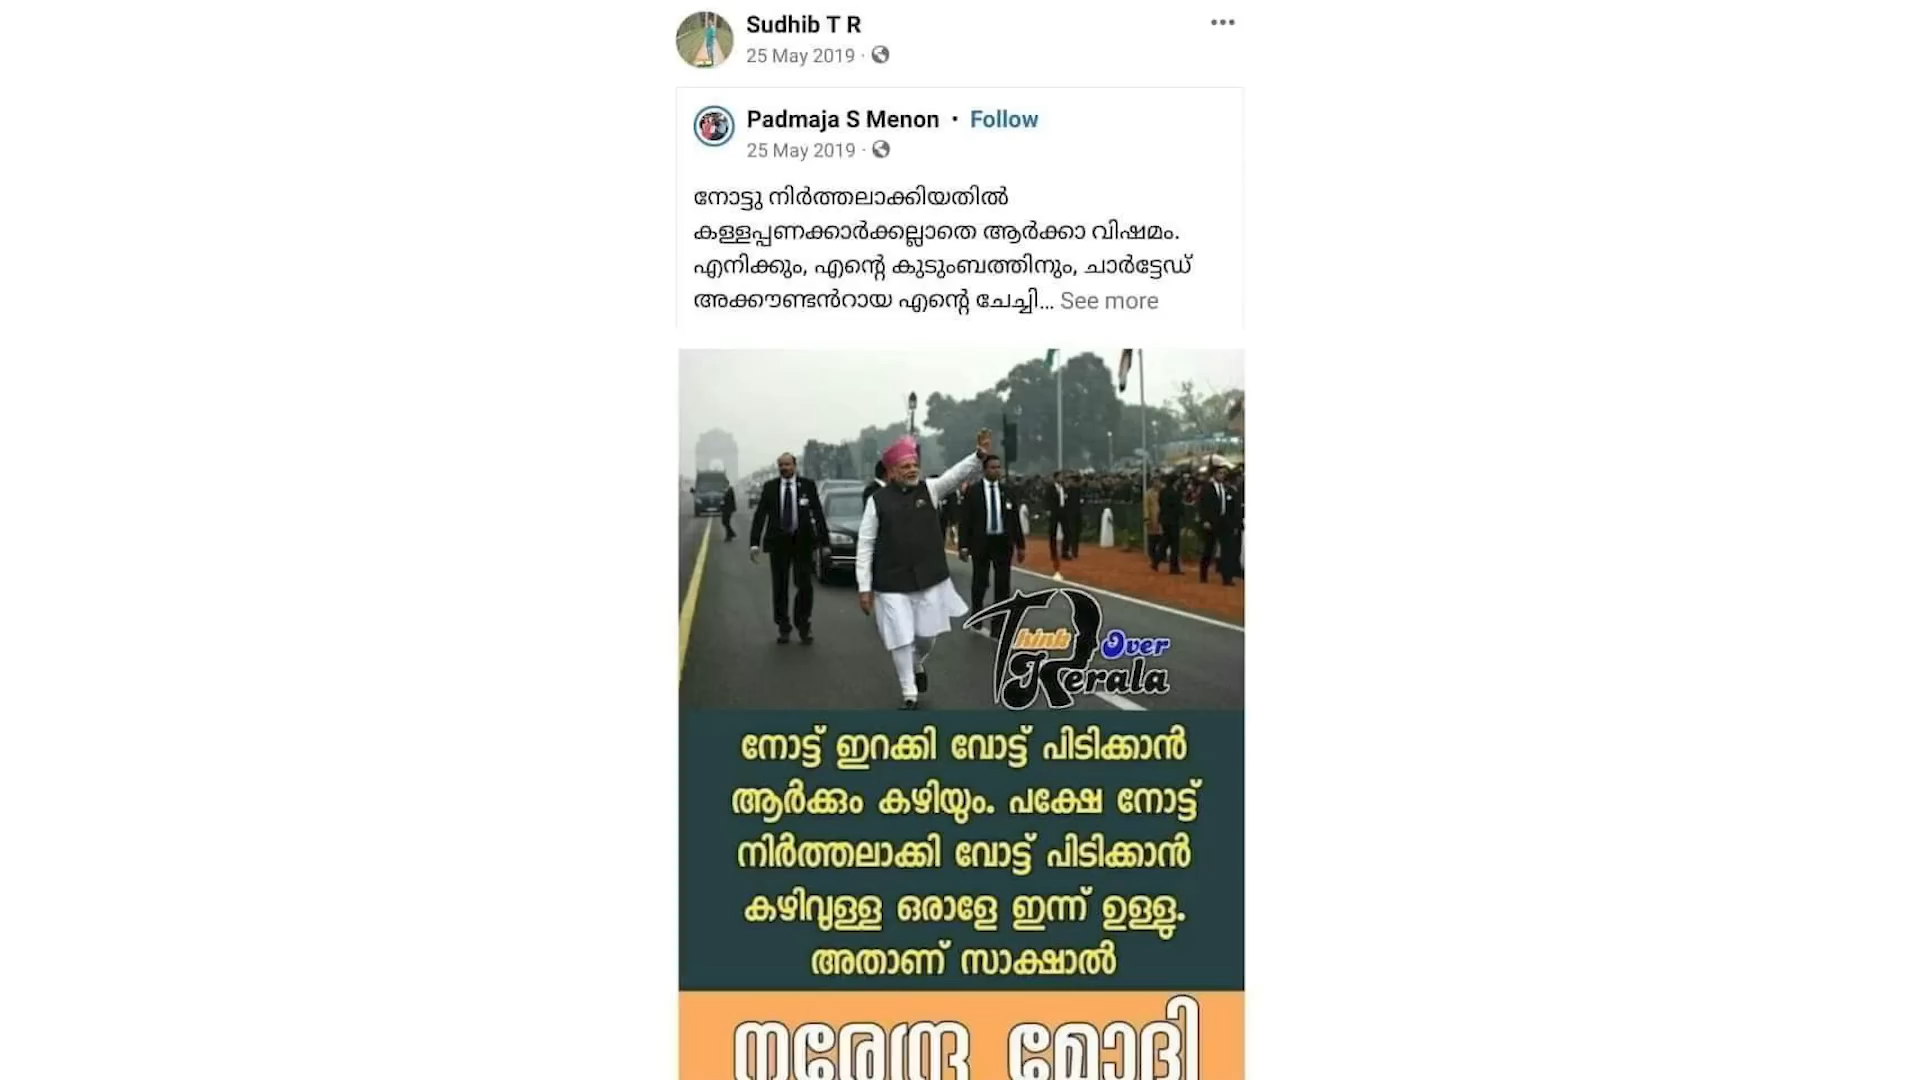 Sudhib T R
25 May 2019
Padmaja S Menon · Follow
25 May 2019
നോട്ടു നിർത്തലാക്കിയതിൽ
കള്ളപ്പണക്കാർക്കല്ലാതെ ആർക്കാ വിഷമം.
എനിക്കും, എന്റെ കുടുംബത്തിനും, ചാർട്ടേഡ്
അക്കൗണ്ടൻറായ എന്റെ ചേച്ചി... See more
Think Over
Kerala
നോട്ട് ഇറക്കി വോട്ട് പിടിക്കാൻ
ആർക്കും കഴിയും. പക്ഷേ നോട്ട്
നിർത്തലാക്കി വോട്ട് പിടിക്കാൻ
കഴിവുള്ള ഒരാളേ ഇന്ന് ഉള്ളു.
അതാണ് സാക്ഷാൽ
നരേന്ദ്ര മോദി